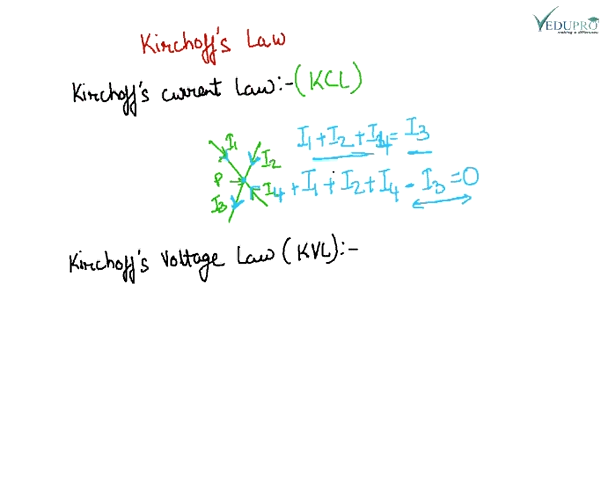 VEDUPRO
making a difference
Kirchoff's Law
Kirchoff's current Law:-(KCL)
I1
I2
P
I3
I4
I1+I2+I4=I3
+I1+I2+I4-I3=0
Kirchoff's Voltage Law (KVL):-